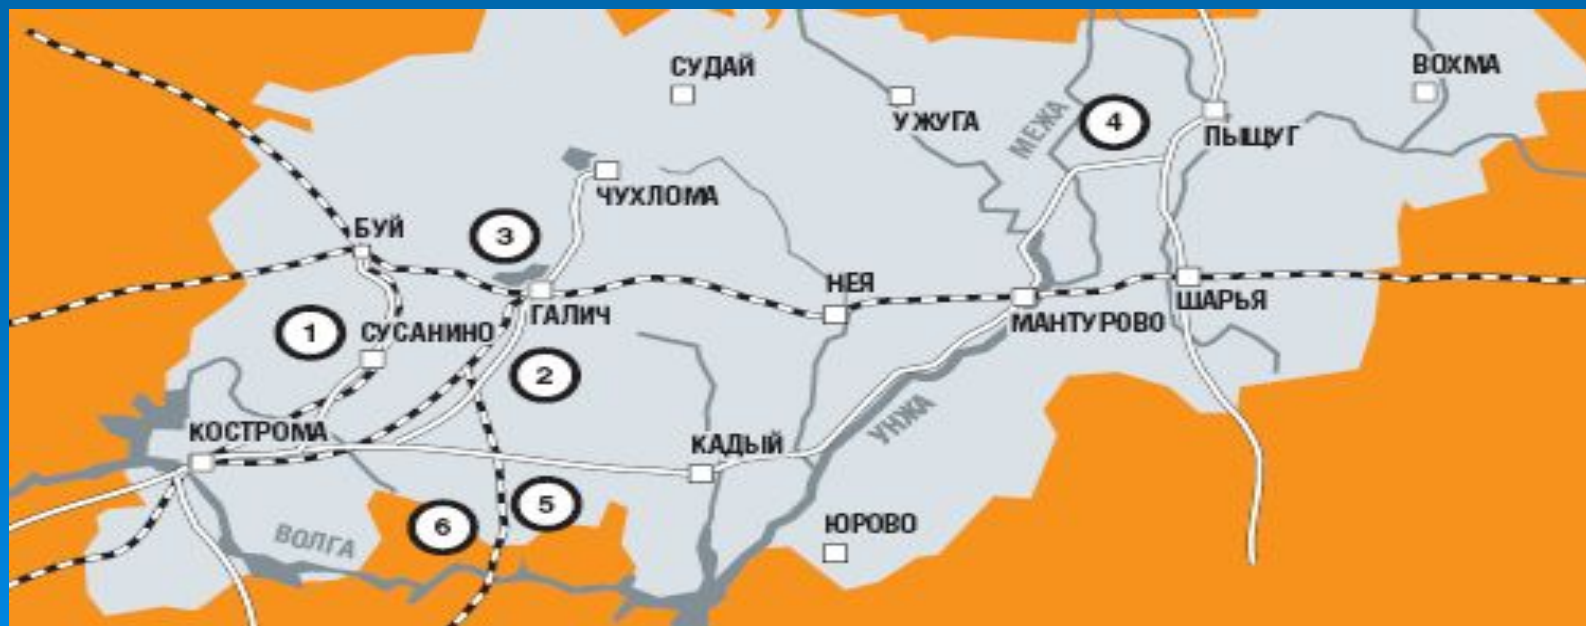 СУДАЙ
ВОХМА
УЖУГА
МЕЖА
4
ПЫЩУГ
ЧУХЛОМА
БУЙ
3
НЕЯ
ГАЛИЧ
ШАРЬЯ
МАНТУРОВО
1
СУСАНИНО
2
УНЖА
КОСТРОМА
КАДЫЙ
5
6
ЮРОВО
ВОЛГА